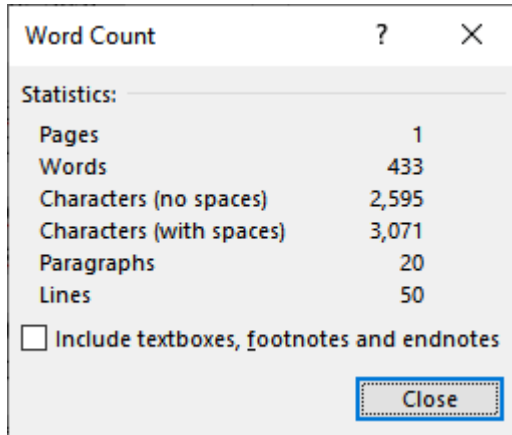 Word Count ? ×
Statistics:
Pages 1
Words 433
Characters (no spaces) 2,595
Characters (with spaces) 3,071
Paragraphs 20
Lines 50
Include textboxes, footnotes and endnotes
Close